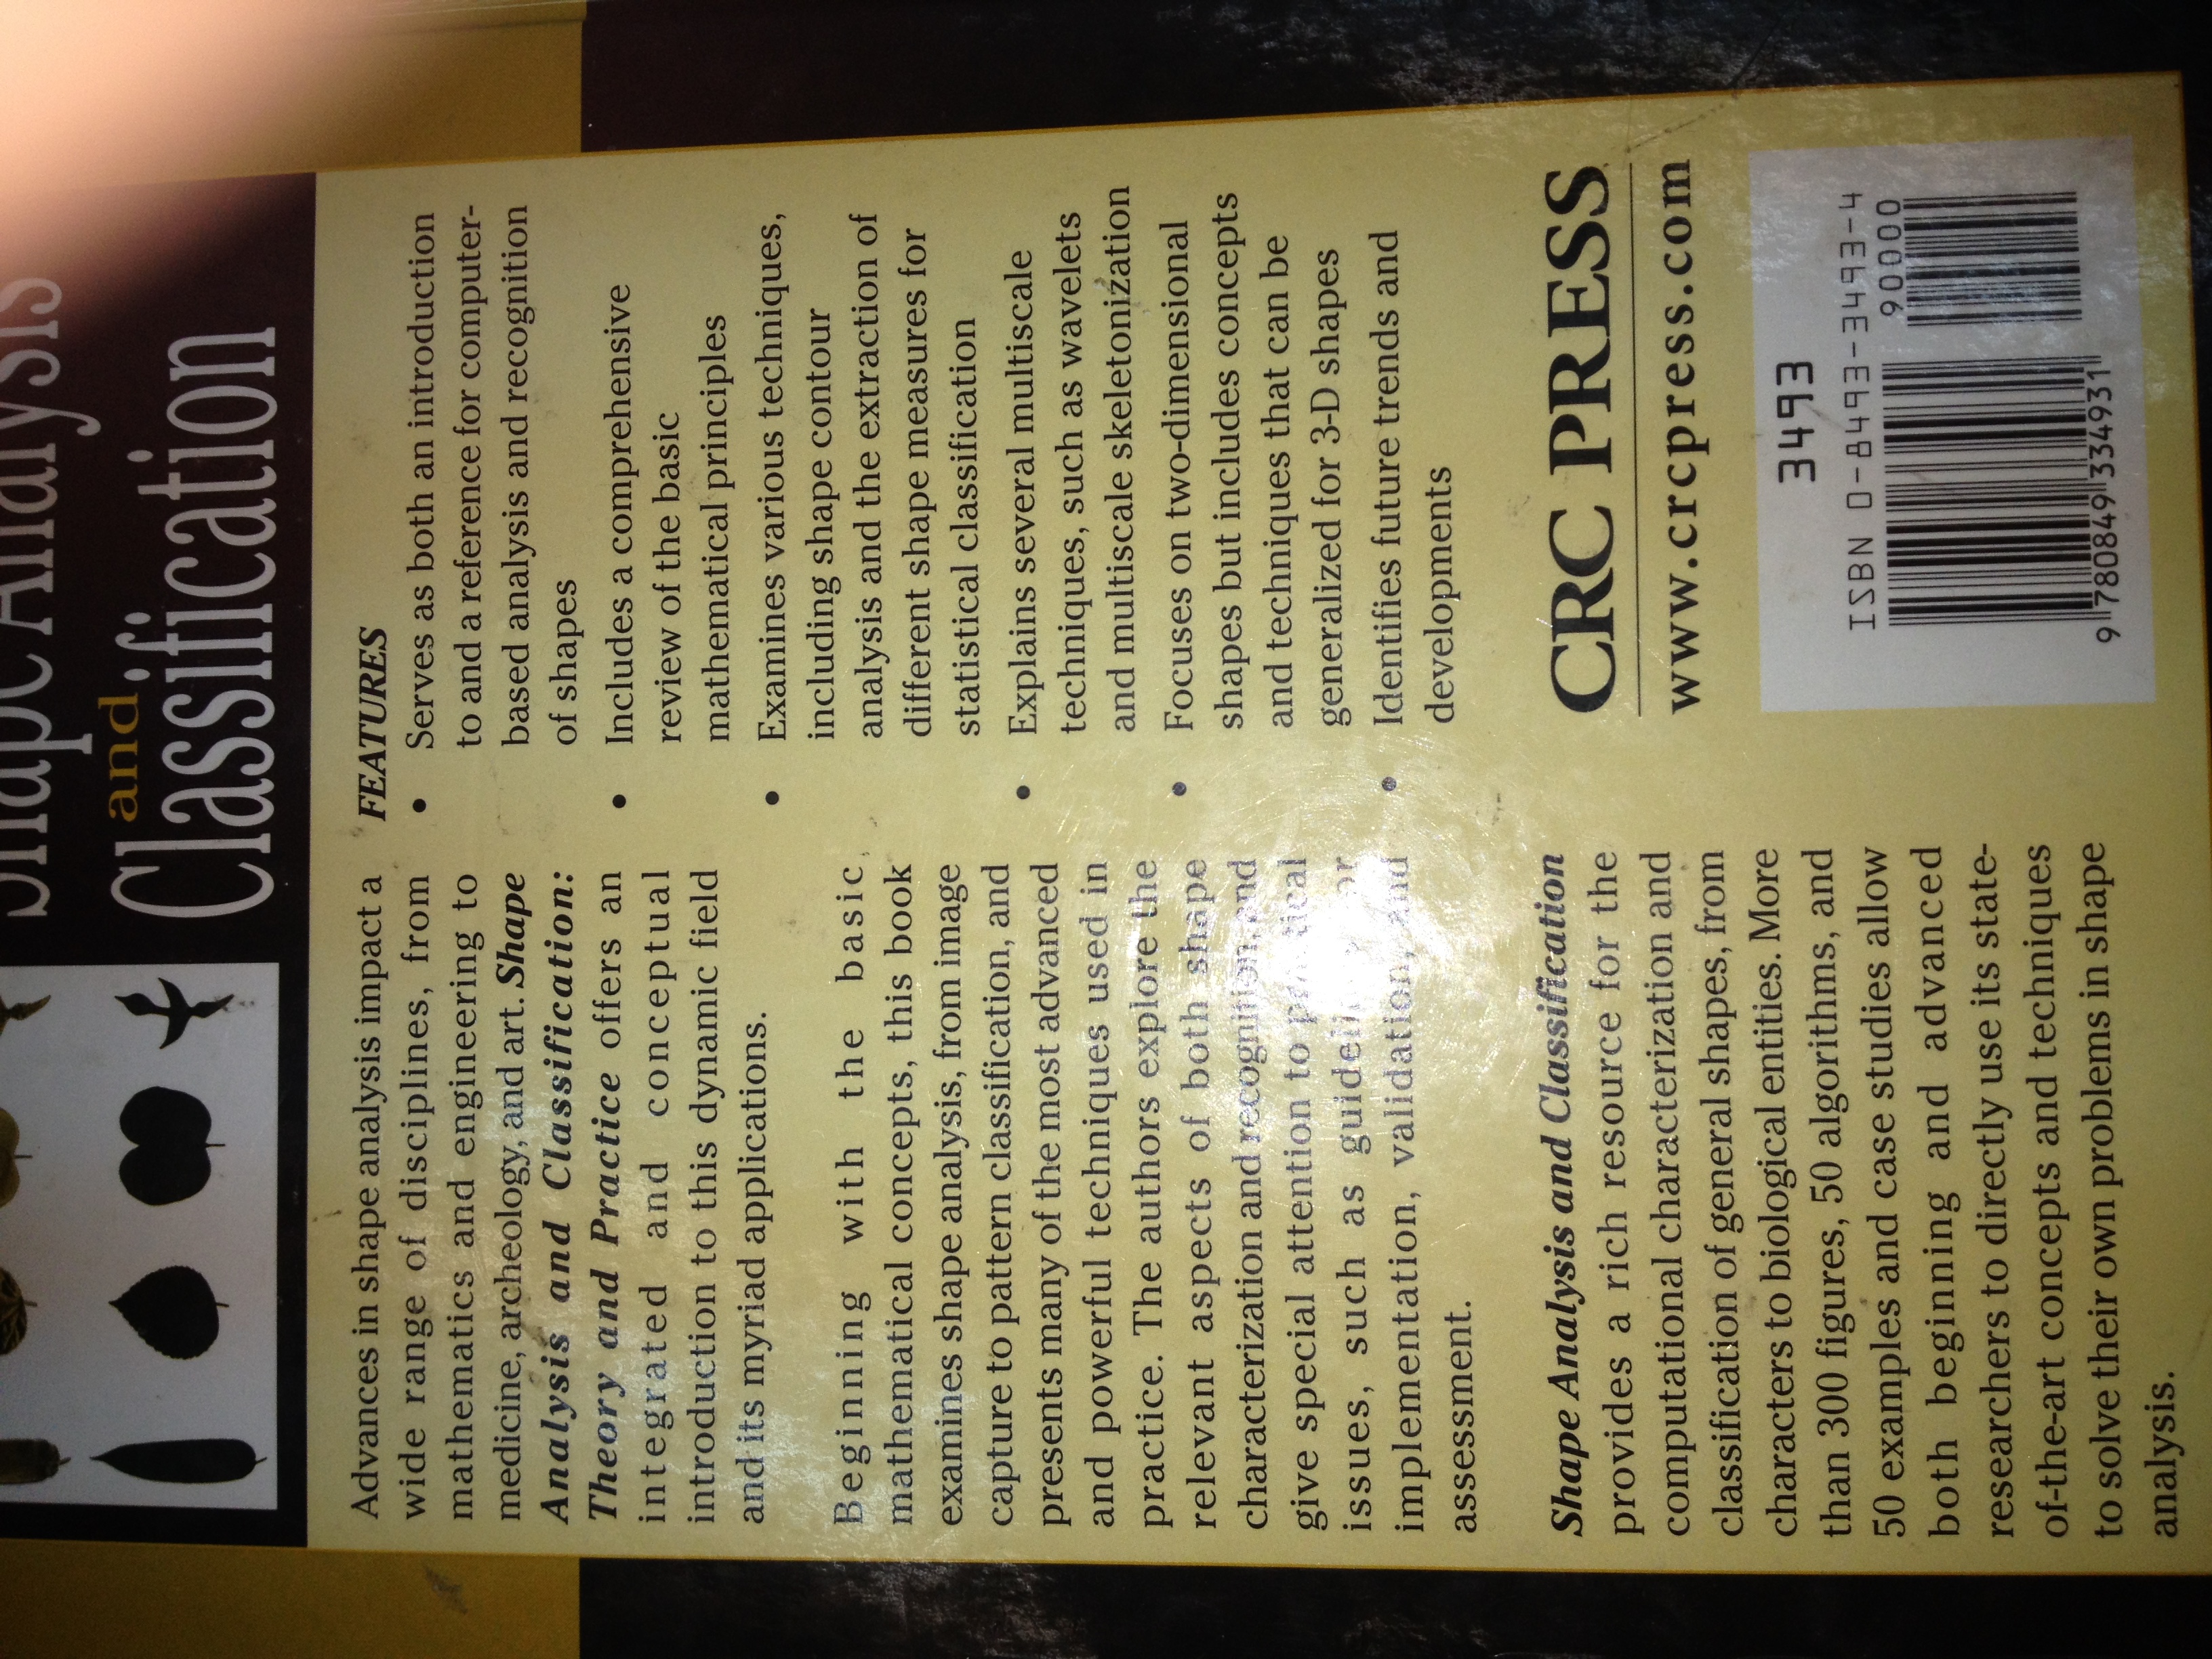 Shape Analysis
and
Classification
Advances in shape analysis impact a
wide range of disciplines, from
mathematics and engineering to
medicine, archeology, and art. Shape
Analysis and Classification:
Theory and Practice offers an
integrated and conceptual
introduction to this dynamic field
and its myriad applications.
Beginning with the basic
mathematical concepts, this book
examines shape analysis, from image
capture to pattern classification, and
presents many of the most advanced
and powerful techniques used in
practice. The authors explore the
relevant aspects of both shape
characterization and recognition, and
give special attention to practical
issues, such as guidelines for
implementation, validation, and
assessment.
Shape Analysis and Classification
provides a rich resource for the
computational characterization and
classification of general shapes, from
characters to biological entities. More
than 300 figures, 50 algorithms, and
50 examples and case studies allow
both beginning and advanced
researchers to directly use its state-
of-the-art concepts and techniques
to solve their own problems in shape
analysis.
FEATURES
• Serves as both an introduction
to and a reference for computer-
based analysis and recognition
of shapes
• Includes a comprehensive
review of the basic
mathematical principles
• Examines various techniques,
including shape contour
analysis and the extraction of
different shape measures for
statistical classification
• Explains several multiscale
techniques, such as wavelets
and multiscale skeletonization
• Focuses on two-dimensional
shapes but includes concepts
and techniques that can be
generalized for 3-D shapes
• Identifies future trends and
developments
CRC PRESS
www.crcpress.com
3493
ISBN 0-8493-3493-4
90000
9 780849 334931